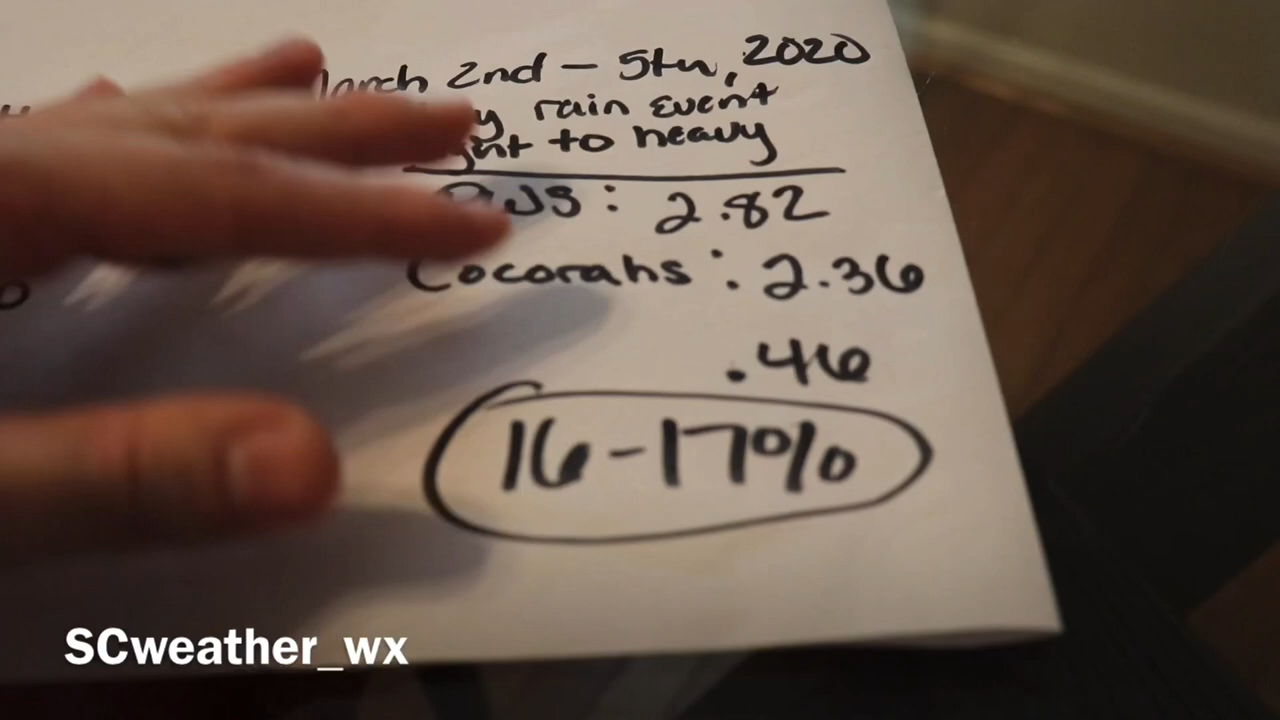 March 2nd - 5th, 2020
rain event
to heavy
: 2.82
Cocorahs : 2.36
.46
16-17%
SCweather_wx